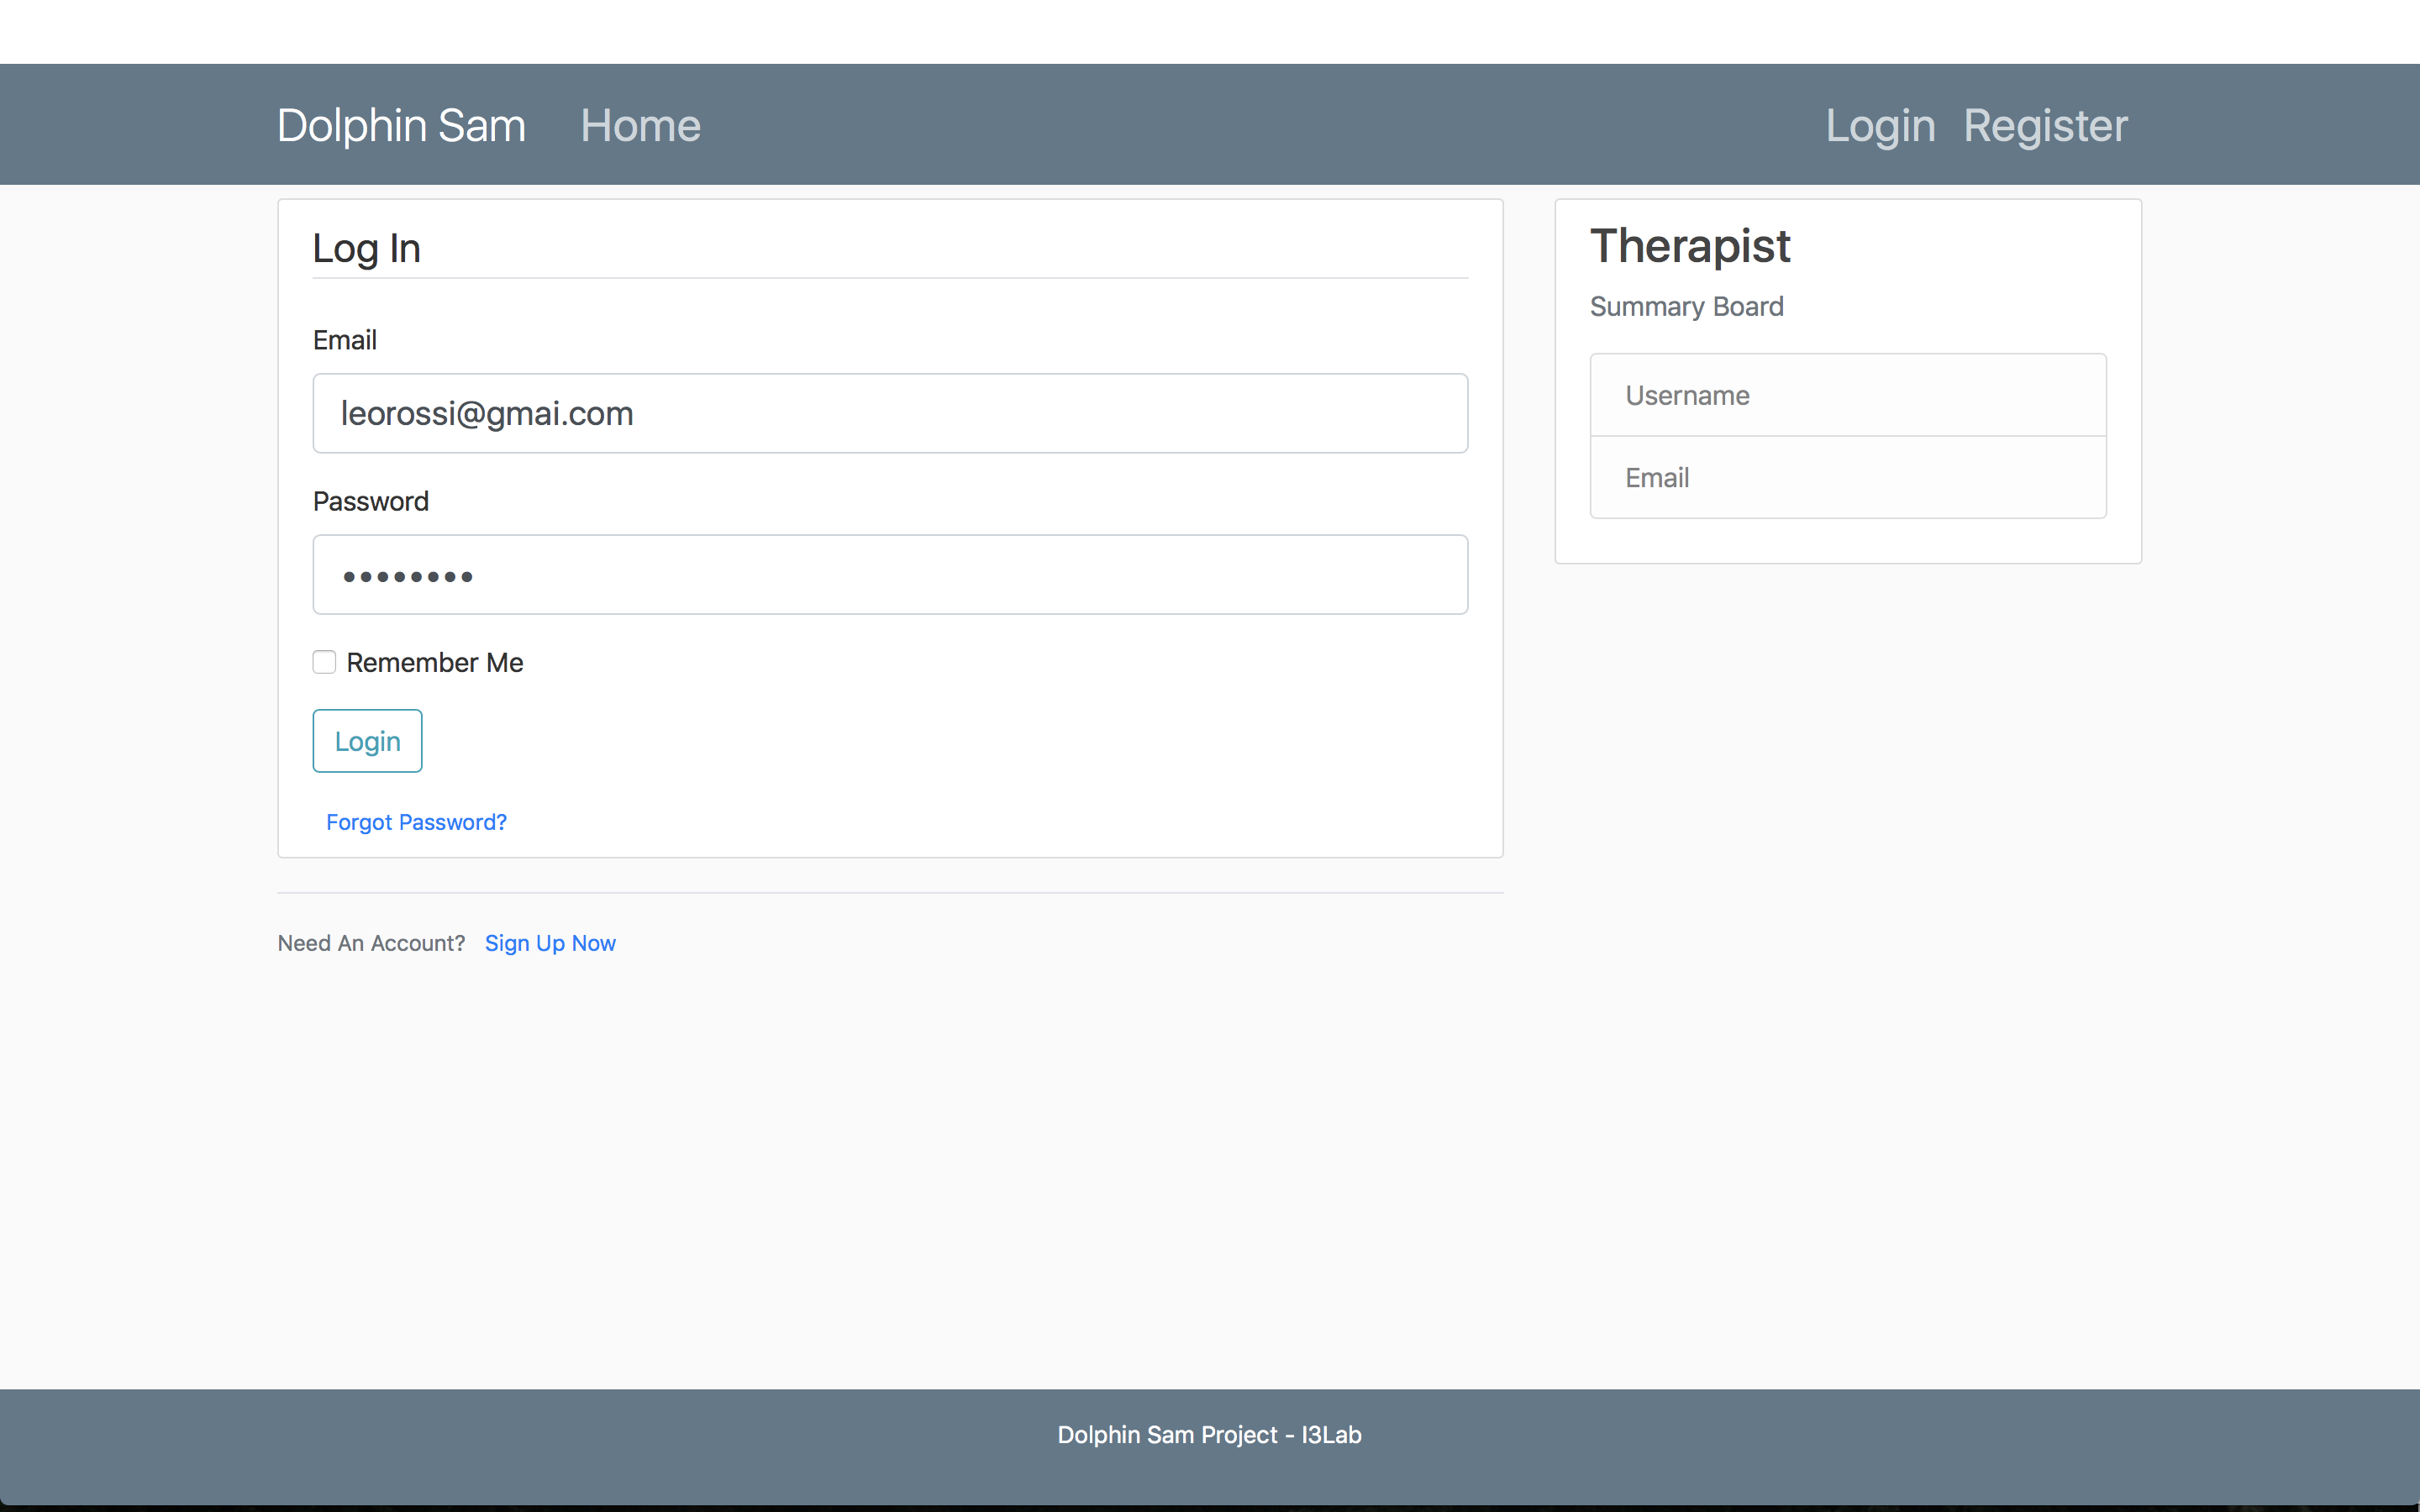 Dolphin Sam Home Login Register
Log In
Email
leorossi@gmai.com
Password
••••••••
Remember Me
Login
Forgot Password?
Need An Account? Sign Up Now
Therapist
Summary Board
Username
Email
Dolphin Sam Project - I3Lab